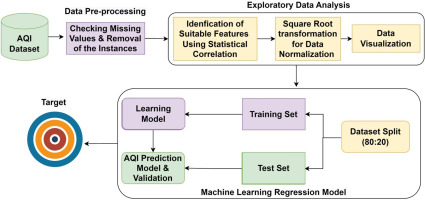 Data Pre-processing
Exploratory Data Analysis
AQI
Dataset
Checking Missing
Values & Removal
of the Instances
Idenfication of
Suitable Features
Using Statistical
Correlation
Square Root
transformation
for Data
Normalization
Data
Visualization
Target
Learning
Model
Training Set
Dataset Split
(80:20)
AQI Prediction
Model &
Validation
Test Set
Machine Learning Regression Model